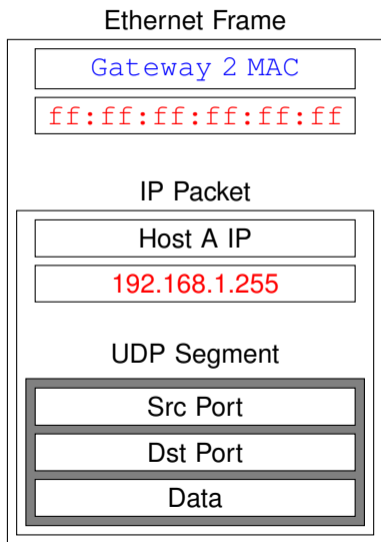 Ethernet Frame
Gateway 2 MAC
ff:ff:ff:ff:ff:ff
IP Packet
Host A IP
192.168.1.255
UDP Segment
Src Port
Dst Port
Data